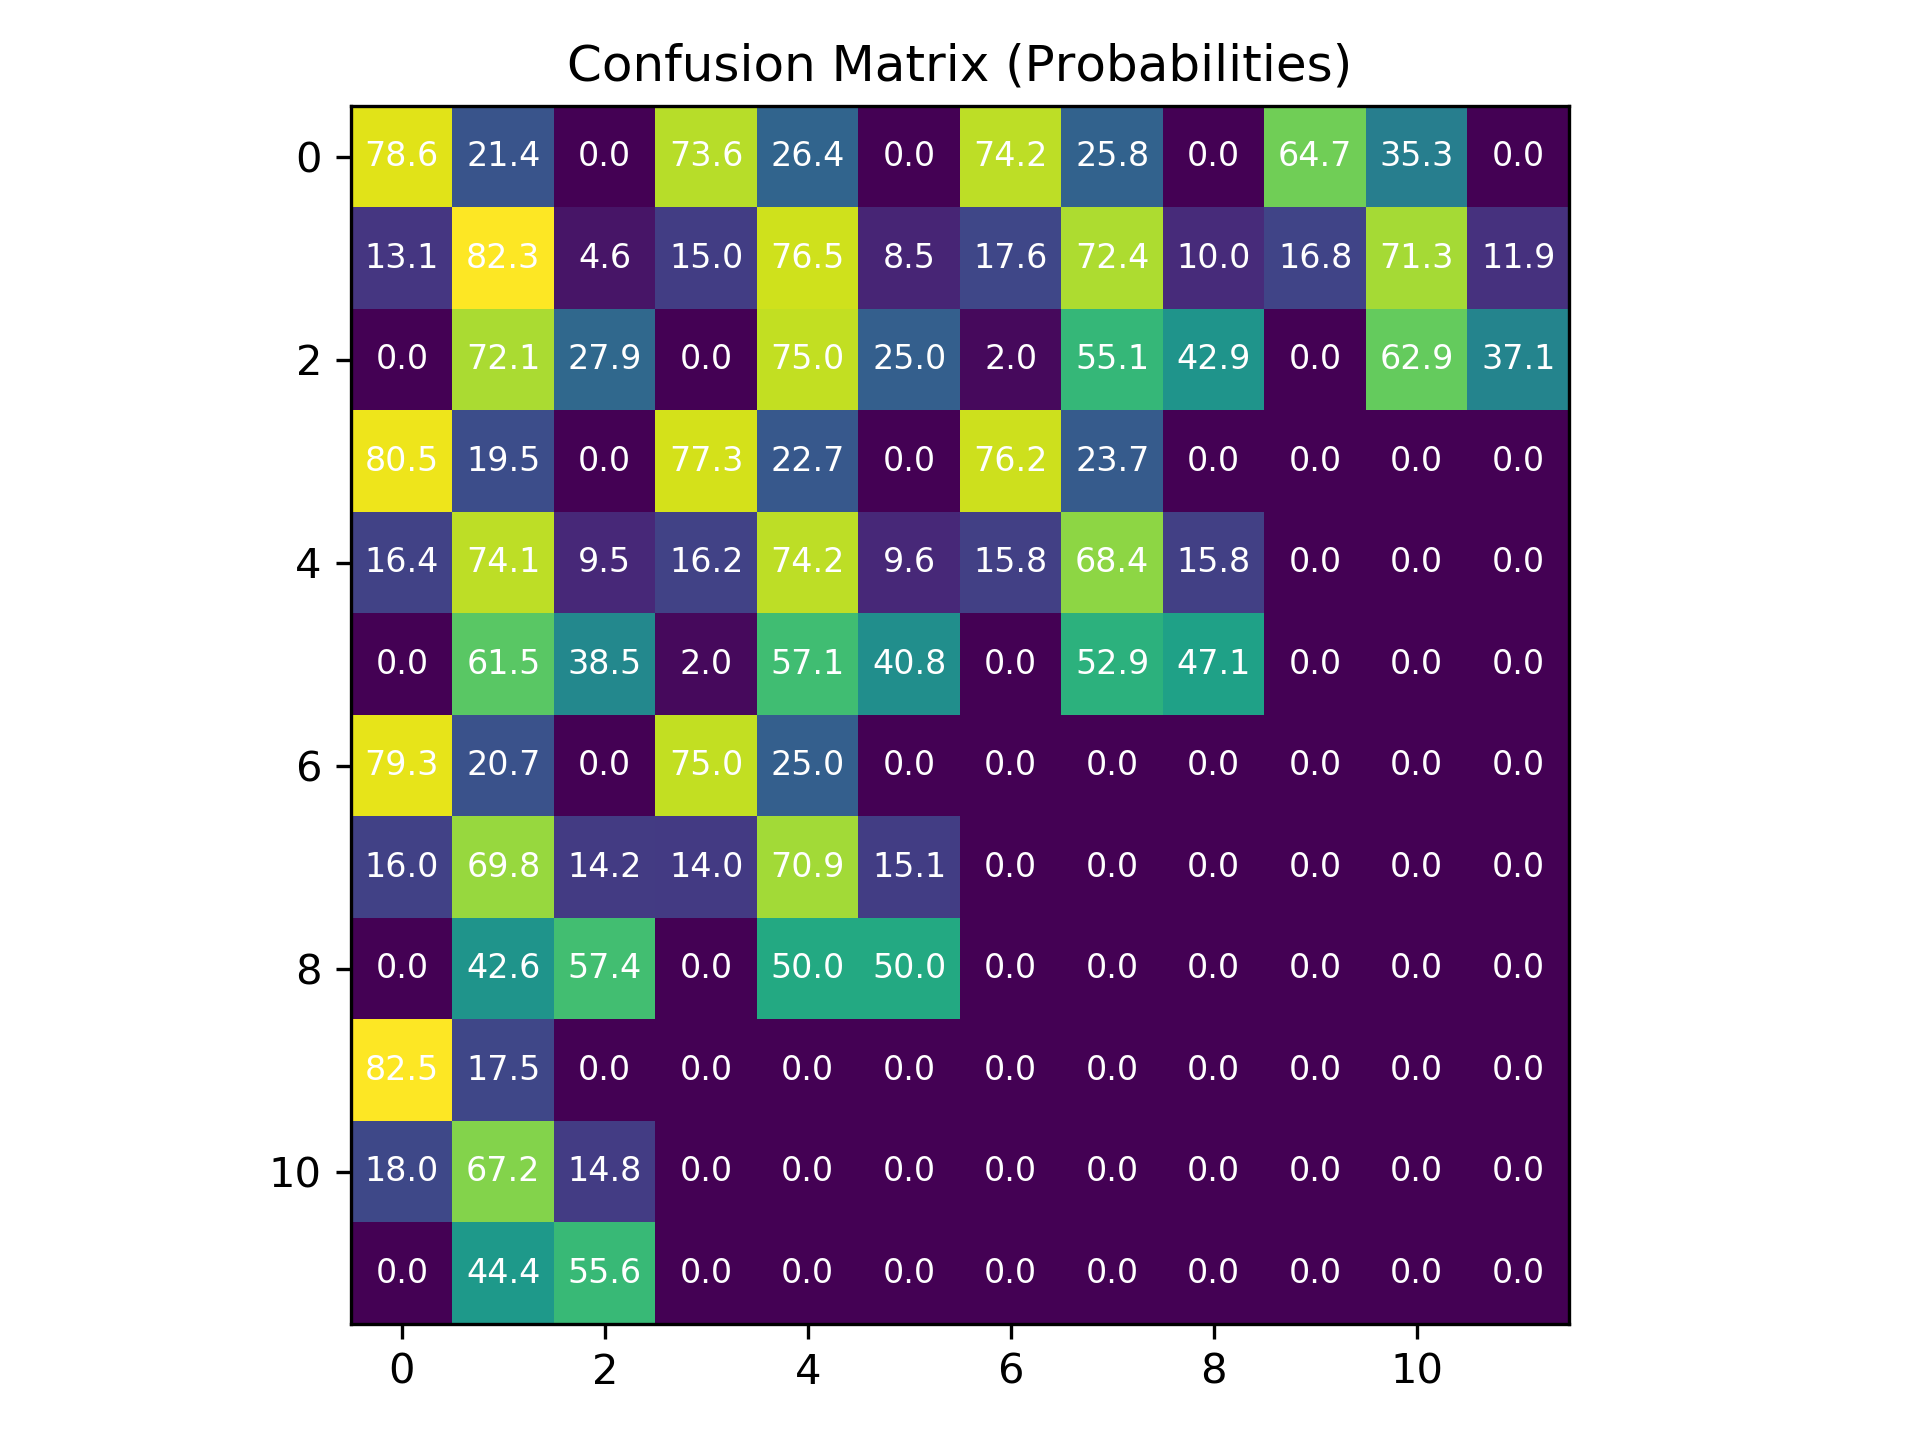 Confusion Matrix (Probabilities)
0 78.6 21.4 0.0 73.6 26.4 0.0 74.2 25.8 0.0 64.7 35.3 0.0
13.1 82.3 4.6 15.0 76.5 8.5 17.6 72.4 10.0 16.8 71.3 11.9
2 0.0 72.1 27.9 0.0 75.0 25.0 2.0 55.1 42.9 0.0 62.9 37.1
80.5 19.5 0.0 77.3 22.7 0.0 76.2 23.7 0.0 0.0 0.0 0.0
4 16.4 74.1 9.5 16.2 74.2 9.6 15.8 68.4 15.8 0.0 0.0 0.0
0.0 61.5 38.5 2.0 57.1 40.8 0.0 52.9 47.1 0.0 0.0 0.0
6 79.3 20.7 0.0 75.0 25.0 0.0 0.0 0.0 0.0 0.0 0.0 0.0
16.0 69.8 14.2 14.0 70.9 15.1 0.0 0.0 0.0 0.0 0.0 0.0
8 0.0 42.6 57.4 0.0 50.0 50.0 0.0 0.0 0.0 0.0 0.0 0.0
82.5 17.5 0.0 0.0 0.0 0.0 0.0 0.0 0.0 0.0 0.0 0.0
10 18.0 67.2 14.8 0.0 0.0 0.0 0.0 0.0 0.0 0.0 0.0 0.0
0.0 44.4 55.6 0.0 0.0 0.0 0.0 0.0 0.0 0.0 0.0 0.0
0 2 4 6 8 10